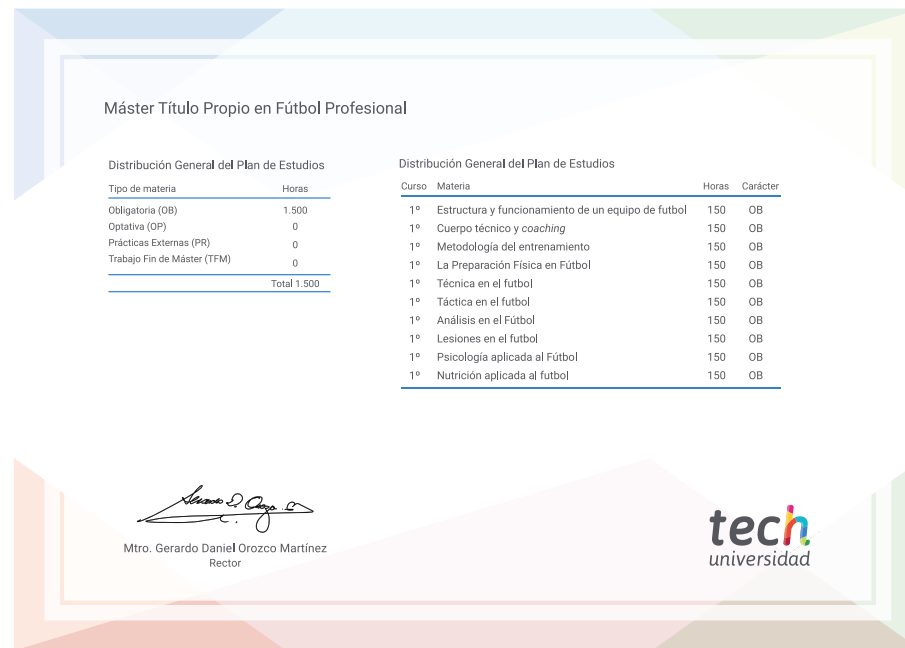 Máster Título Propio en Fútbol Profesional
Distribución General del Plan de Estudios
Tipo de materia Horas
Obligatoria (OB) 1.500
Optativa (OP) 0
Prácticas Externas (PR) 0
Trabajo Fin de Máster (TFM) 0
Total 1.500
Distribución General del Plan de Estudios
Curso Materia Horas Carácter
1º Estructura y funcionamiento de un equipo de futbol 150 OB
1º Cuerpo técnico y coaching 150 OB
1º Metodología del entrenamiento 150 OB
1º La Preparación Física en Fútbol 150 OB
1º Técnica en el futbol 150 OB
1º Táctica en el futbol 150 OB
1º Análisis en el Fútbol 150 OB
1º Lesiones en el futbol 150 OB
1º Psicología aplicada al Fútbol 150 OB
1º Nutrición aplicada al futbol 150 OB
Mtro. Gerardo Daniel Orozco Martínez
Rector
tech
universidad